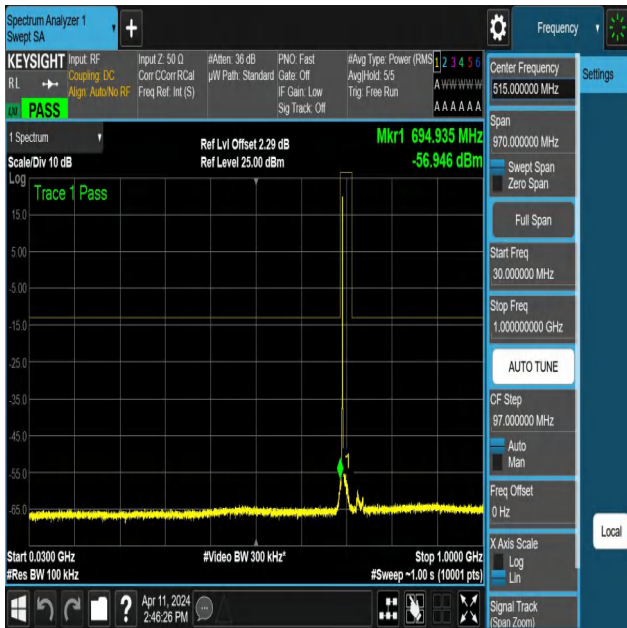 Spectrum Analyzer 1
Swept SA
Frequency
KEYSIGHT
RL
PASS
Input: RF
Coupling: DC
Align: Auto/No RF
Input Z: 50 Ω
Corr CCorr RCal
Freq Ref: Int (S)
#Atten: 36 dB
µW Path: Standard
PNO: Fast
Gate: Off
IF Gain: Low
Sig Track: Off
#Avg Type: Power (RMS
Avg|Hold: 5/5
Trig: Free Run
1 2 3 4 5 6
A W W W W W
A A A A A A
1 Spectrum
Scale/Div 10 dB
Ref Lvl Offset 2.29 dB
Ref Level 25.00 dBm
Mkr1 694.935 MHz
-56.946 dBm
Log
Trace 1 Pass
15.0
5.00
-5.00
-15.0
-25.0
-35.0
-45.0
-55.0
-65.0
1
Start 0.0300 GHz
#Res BW 100 kHz
#Video BW 300 kHz*
Stop 1.0000 GHz
#Sweep ~1.00 s (10001 pts)
Apr 11, 2024
2:46:26 PM
Center Frequency
515.000000 MHz
Span
970.000000 MHz
Swept Span
Zero Span
Full Span
Start Freq
30.000000 MHz
Stop Freq
1.000000000 GHz
AUTO TUNE
CF Step
97.000000 MHz
Auto
Man
Freq Offset
0 Hz
X Axis Scale
Log
Lin
Signal Track
(Span Zoom)
Settings
Local